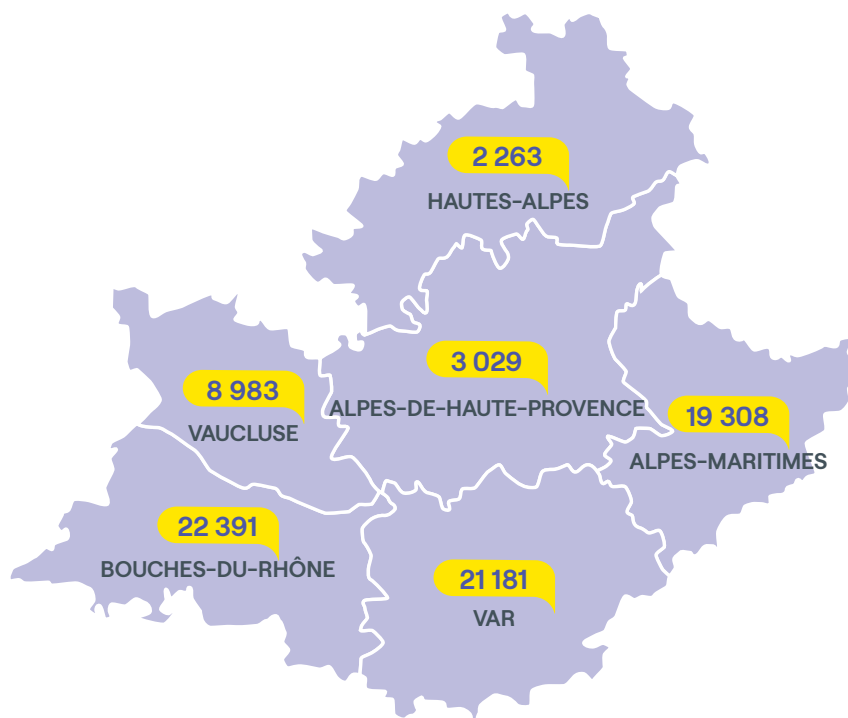 2 263
HAUTES-ALPES
3 029
ALPES-DE-HAUTE-PROVENCE
8 983
VAUCLUSE
19 308
ALPES-MARITIMES
22 391
BOUCHES-DU-RHÔNE
21 181
VAR